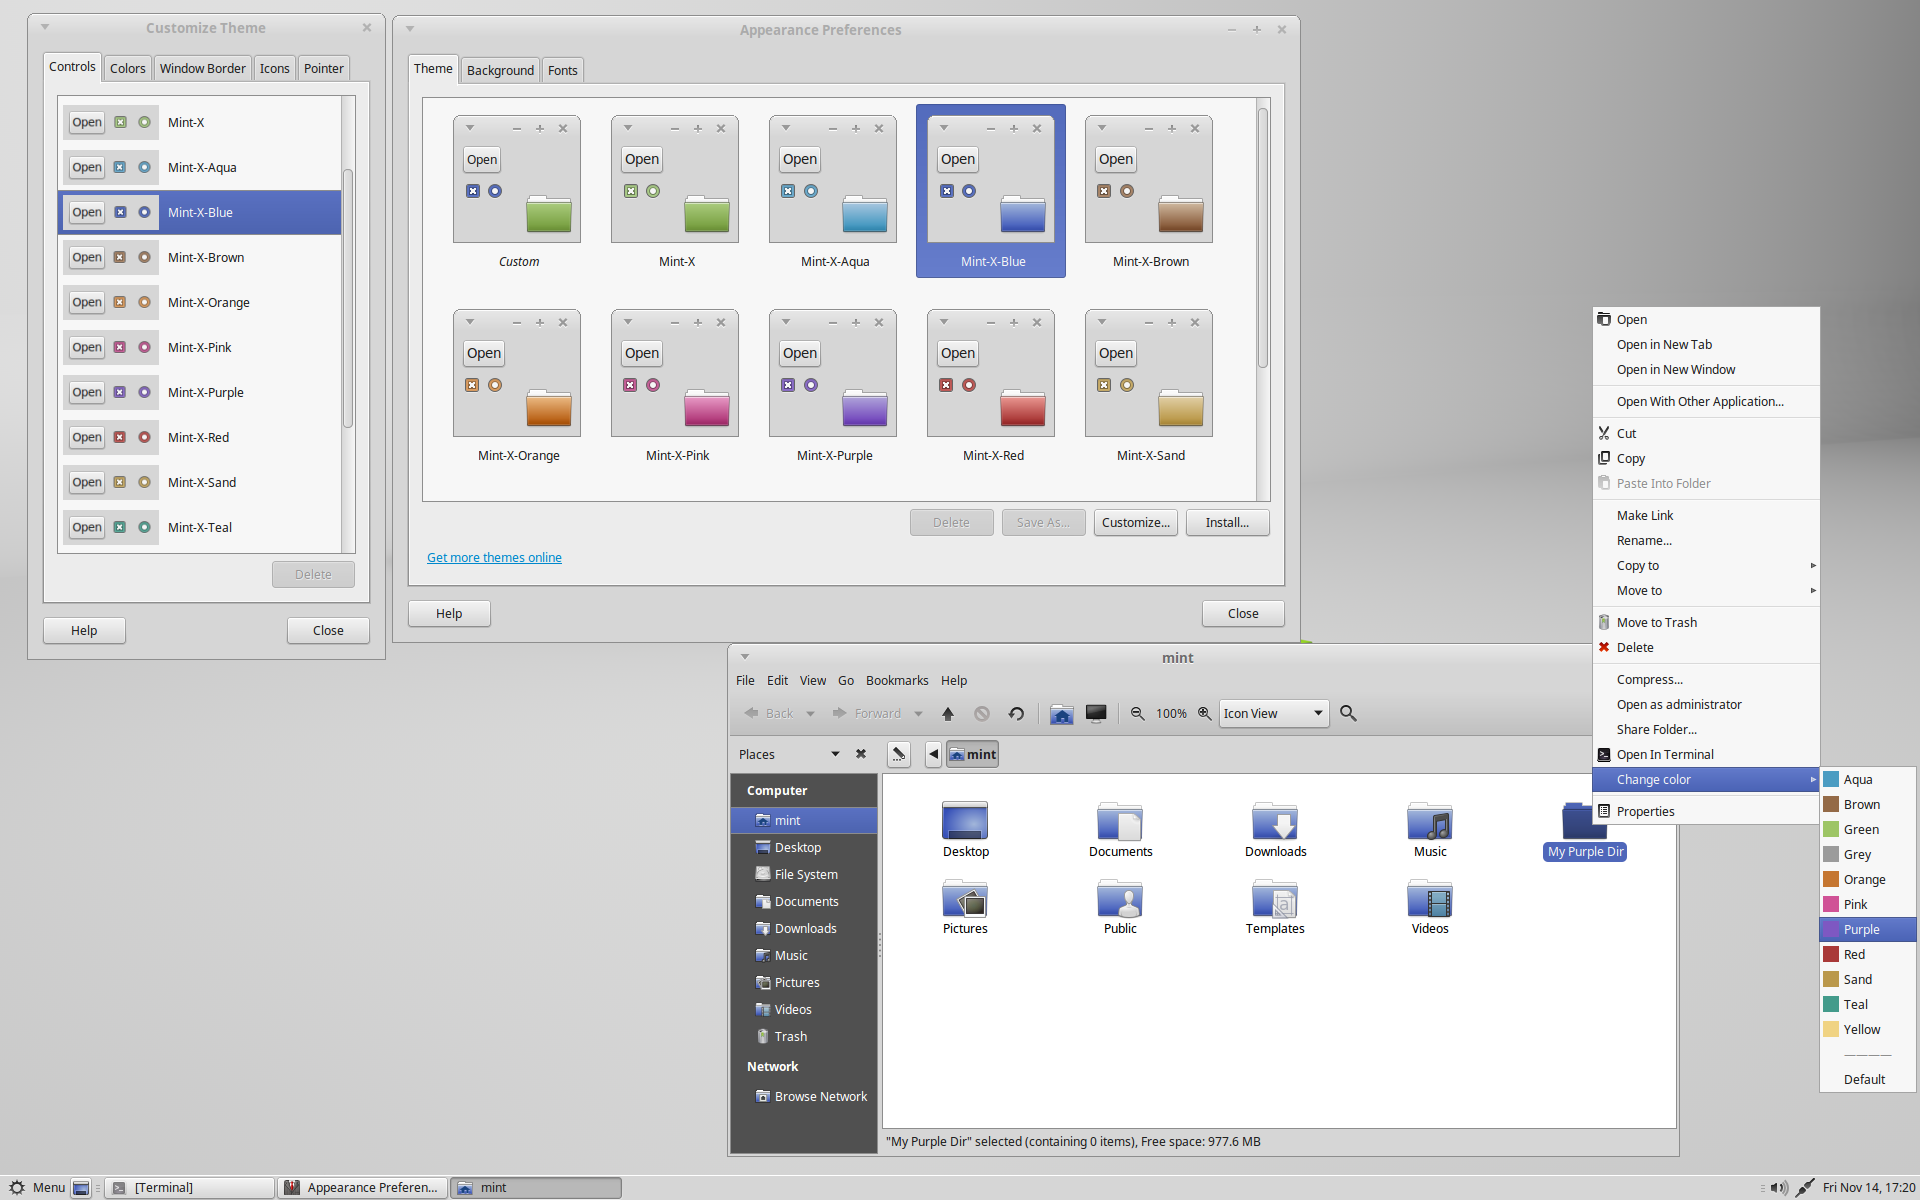 Customize Theme
Controls
Colors
Window Border
Icons
Pointer
Open
Mint-X
Open
Mint-X-Aqua
Open
Mint-X-Blue
Open
Mint-X-Brown
Open
Mint-X-Orange
Open
Mint-X-Pink
Open
Mint-X-Purple
Open
Mint-X-Red
Open
Mint-X-Sand
Open
Mint-X-Teal
Delete
Help
Close
Appearance Preferences
Theme
Background
Fonts
Open
Open
Open
Open
Open
Custom
Mint-X
Mint-X-Aqua
Mint-X-Blue
Mint-X-Brown
Open
Open
Open
Open
Open
Mint-X-Orange
Mint-X-Pink
Mint-X-Purple
Mint-X-Red
Mint-X-Sand
Delete
Save As...
Customize...
Install...
Get more themes online
Help
Close
mint
File
Edit
View
Go
Bookmarks
Help
Back
Forward
100%
Icon View
Places
mint
Computer
mint
Desktop
File System
Documents
Downloads
Music
Pictures
Videos
Trash
Network
Browse Network
Desktop
Documents
Downloads
Music
My Purple Dir
Pictures
Public
Templates
Videos
"My Purple Dir" selected (containing 0 items), Free space: 977.6 MB
Open
Open in New Tab
Open in New Window
Open With Other Application...
Cut
Copy
Paste Into Folder
Make Link
Rename...
Copy to
Move to
Move to Trash
Delete
Compress...
Open as administrator
Share Folder...
Open In Terminal
Change color
Properties
Aqua
Brown
Green
Grey
Orange
Pink
Purple
Red
Sand
Teal
Yellow
Default
Menu
[Terminal]
Appearance Preferen...
mint
Fri Nov 14, 17:20